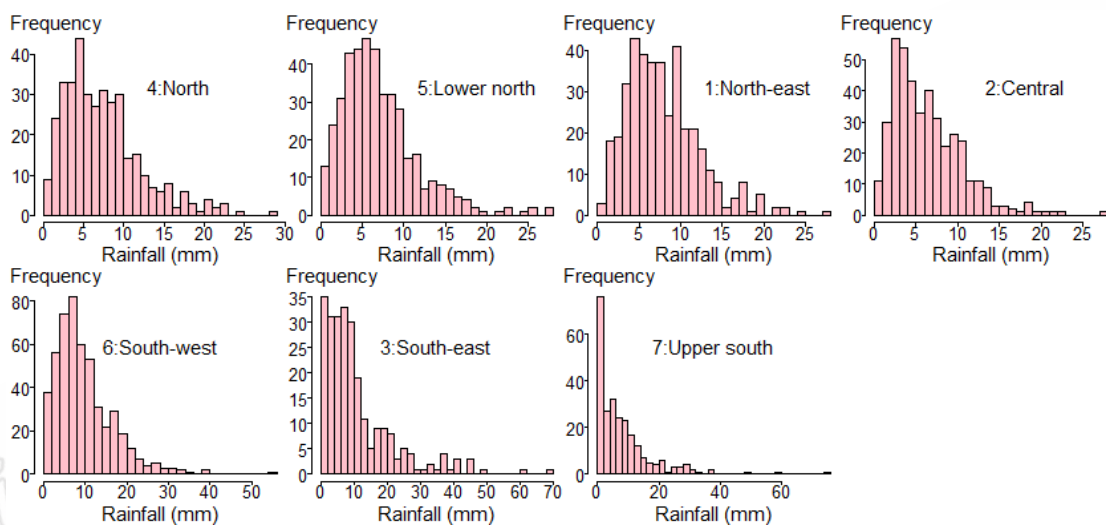 Frequency
40
30
20
10
0
4:North
0 5 10 15 20 25 30
Rainfall (mm)
Frequency
40
30
20
10
0
5:Lower north
0 5 10 15 20 25
Rainfall (mm)
Frequency
40
30
20
10
0
1:North-east
0 5 10 15 20 25
Rainfall (mm)
Frequency
50
40
30
20
10
0
2:Central
0 5 10 15 20 25
Rainfall (mm)
Frequency
80
60
40
20
0
6:South-west
0 10 20 30 40 50
Rainfall (mm)
Frequency
35
30
25
20
15
10
5
0
3:South-east
0 10 20 30 40 50 60 70
Rainfall (mm)
Frequency
60
40
20
0
7:Upper south
0 20 40 60
Rainfall (mm)